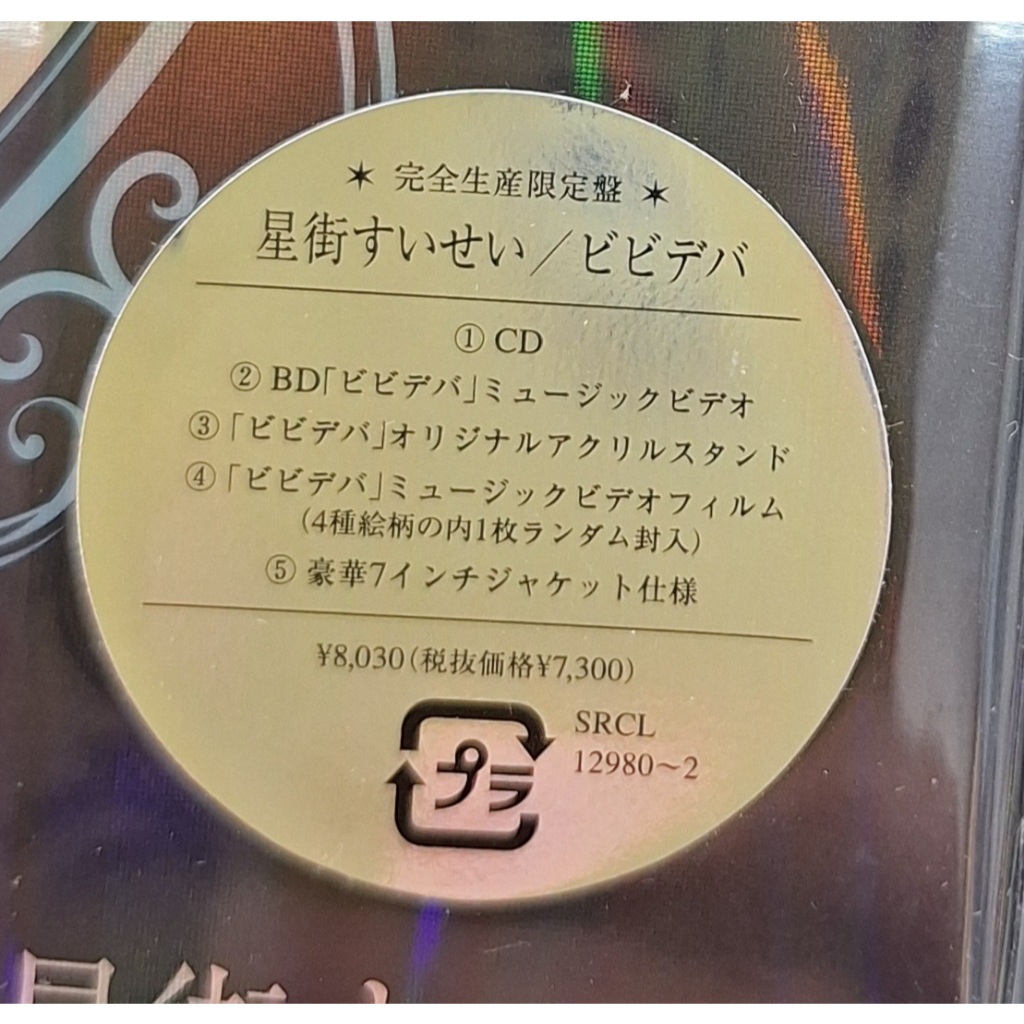 ✶ 完全生産限定盤 ✶
星街すいせい／ビビデバ
① CD
② BD「ビビデバ」ミュージックビデオ
③「ビビデバ」オリジナルアクリルスタンド
④「ビビデバ」ミュージックビデオフィルム
（4種絵柄の内1枚ランダム封入）
⑤ 豪華7インチジャケット仕様
¥8,030（税抜価格¥7,300）
プラ
SRCL
12980～2
星街